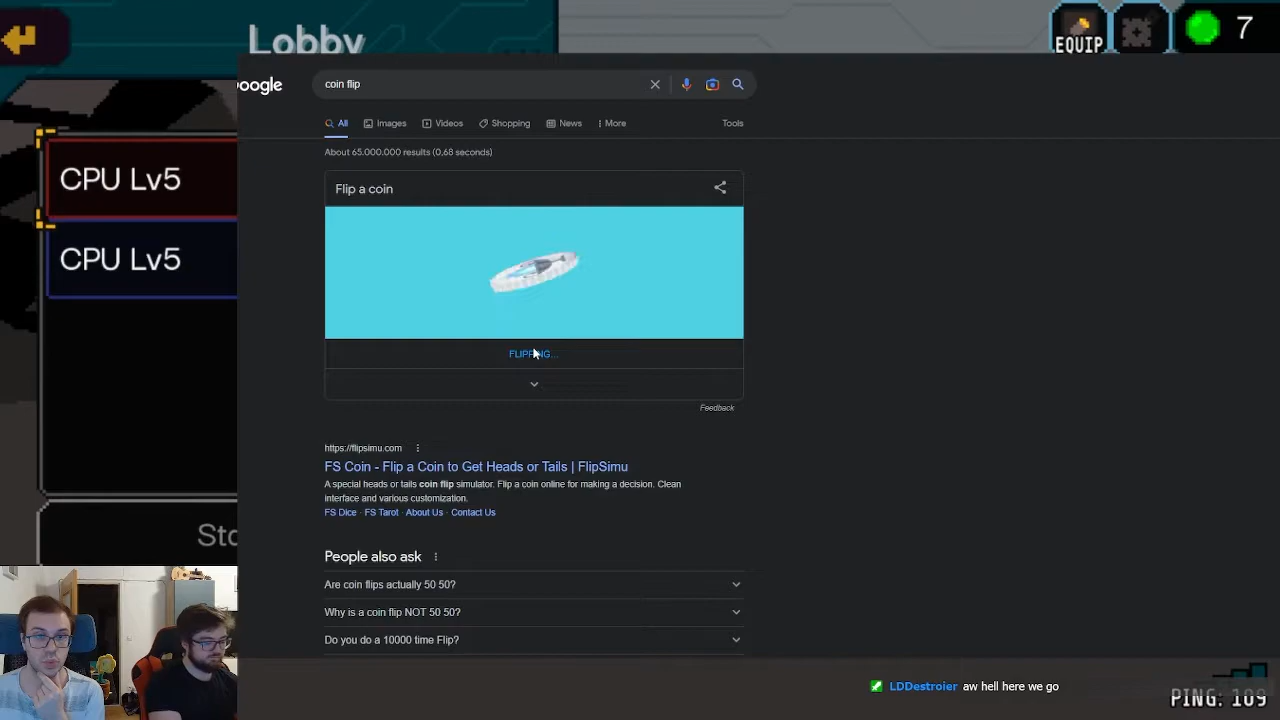 Lobby
EQUIP
7
CPU Lv5
CPU Lv5
oogle
coin flip
All
Images
Videos
Shopping
News
More
Tools
About 65.000.000 results (0,68 seconds)
Flip a coin
FLIPPING...
Feedback
https://flipsimu.com
FS Coin - Flip a Coin to Get Heads or Tails | FlipSimu
A special heads or tails coin flip simulator. Flip a coin online for making a decision. Clean
interface and various customization.
FS Dice · FS Tarot · About Us · Contact Us
People also ask
Are coin flips actually 50 50?
Why is a coin flip NOT 50 50?
Do you do a 10000 time Flip?
Sto
LDDestroier aw hell here we go
PING: 109